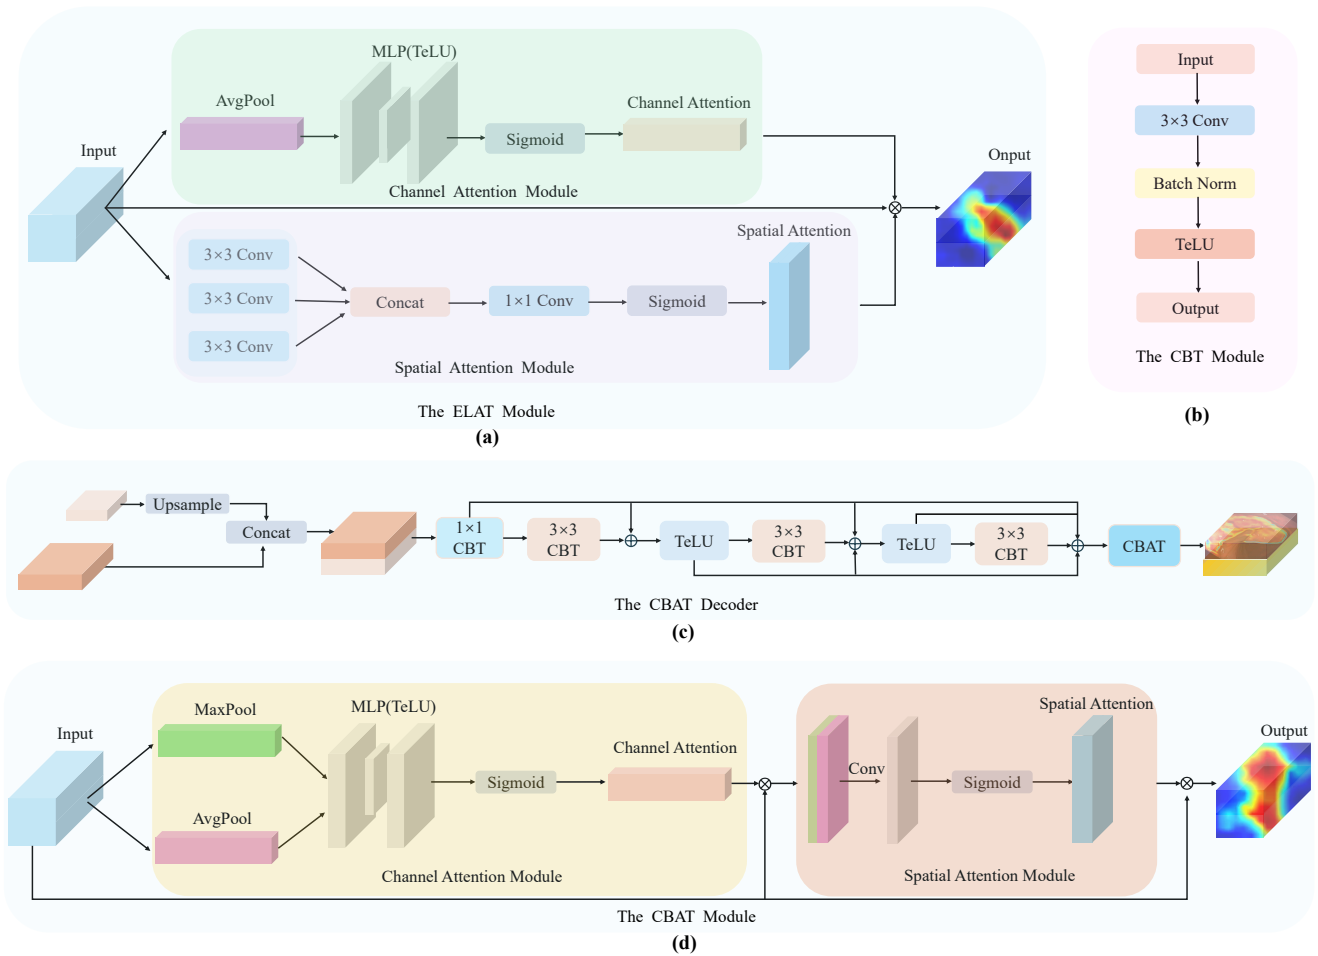 MLP(TeLU)
AvgPool
Channel Attention
Sigmoid
Input
Channel Attention Module
Onput
3×3 Conv
3×3 Conv
3×3 Conv
Concat
1×1 Conv
Sigmoid
Spatial Attention
Spatial Attention Module
The ELAT Module
(a)
Input
3×3 Conv
Batch Norm
TeLU
Output
The CBT Module
(b)
Upsample
Concat
1×1
CBT
3×3
CBT
TeLU
3×3
CBT
TeLU
3×3
CBT
CBAT
The CBAT Decoder
(c)
Input
MaxPool
AvgPool
MLP(TeLU)
Sigmoid
Channel Attention
Channel Attention Module
Conv
Sigmoid
Spatial Attention
Spatial Attention Module
Output
The CBAT Module
(d)